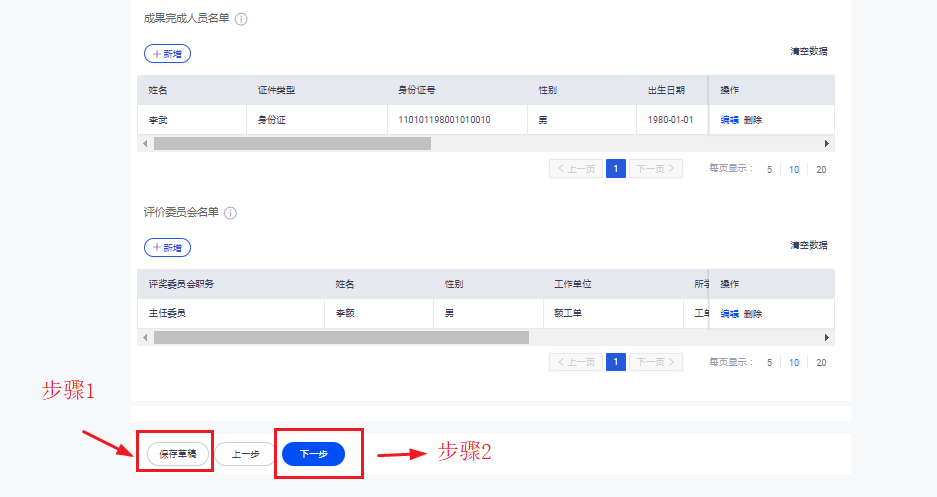 成果完成人员名单
+ 新增
清空数据
姓名 证件类型 身份证号 性别 出生日期 操作
李武 身份证 110101198001010010 男 1980-01-01 编辑 删除
< 上一页 1 下一页 > 每页显示： 5 10 20
评价委员会名单
+ 新增
清空数据
评奖委员会职务 姓名 性别 工作单位 所学 操作
主任委员 李额 男 额工单 工单 编辑 删除
< 上一页 1 下一页 > 每页显示： 5 10 20
步骤1
保存草稿 上一步 下一步 步骤2